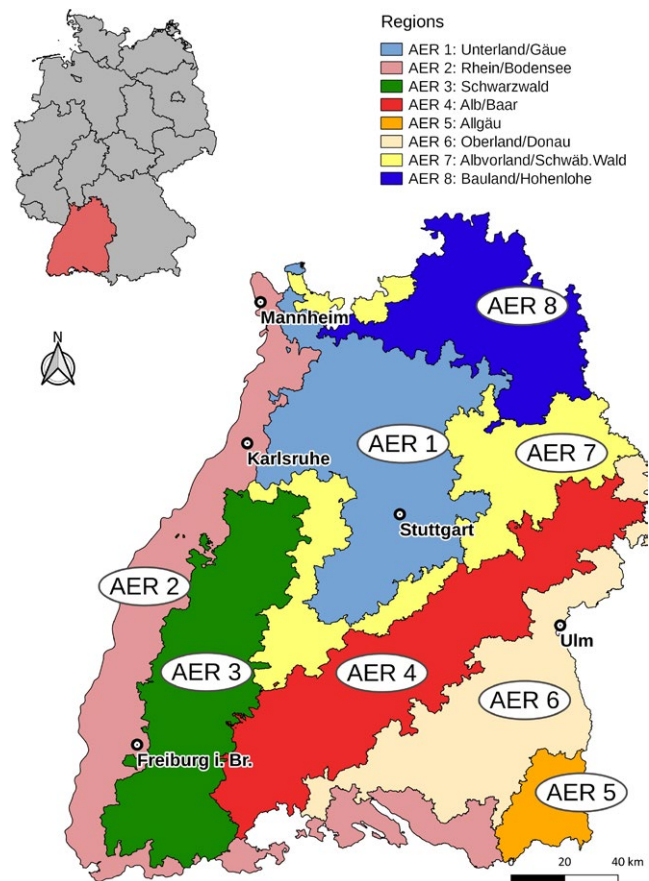 Regions
AER 1: Unterland/Gäue
AER 2: Rhein/Bodensee
AER 3: Schwarzwald
AER 4: Alb/Baar
AER 5: Allgäu
AER 6: Oberland/Donau
AER 7: Albvorland/Schwäb.Wald
AER 8: Bauland/Hohenlohe
AER 8
Mannheim
N
AER 1
AER 7
Karlsruhe
Stuttgart
AER 2
Ulm
AER 3
AER 4
AER 6
Freiburg i. Br.
AER 5
0 20 40 km